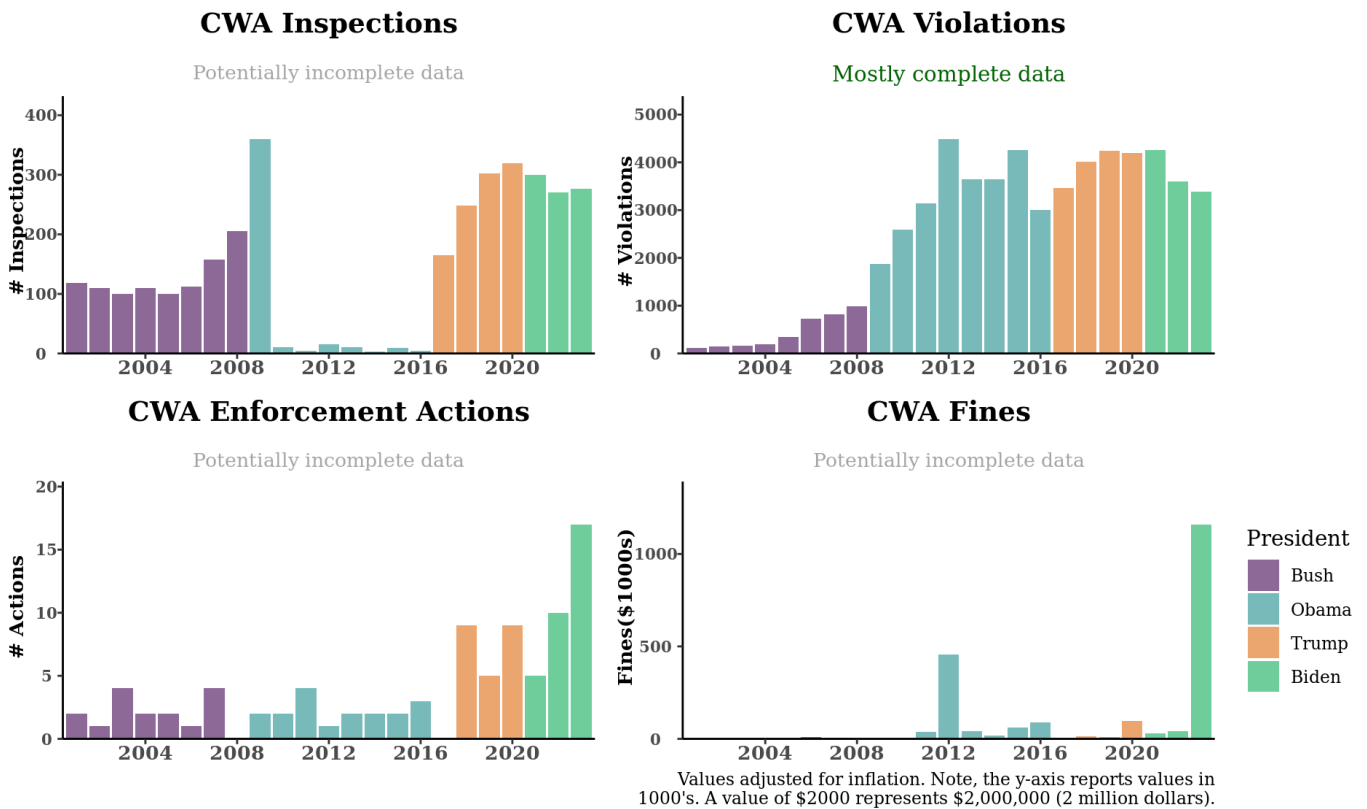 CWA Inspections
Potentially incomplete data
# Inspections
400
300
200
100
0
2004 2008 2012 2016 2020
CWA Violations
Mostly complete data
# Violations
5000
4000
3000
2000
1000
0
2004 2008 2012 2016 2020
CWA Enforcement Actions
Potentially incomplete data
# Actions
20
15
10
5
0
2004 2008 2012 2016 2020
CWA Fines
Potentially incomplete data
Fines($1000s)
1000
500
0
2004 2008 2012 2016 2020
President
Bush
Obama
Trump
Biden
Values adjusted for inflation. Note, the y-axis reports values in
1000's. A value of $2000 represents $2,000,000 (2 million dollars).